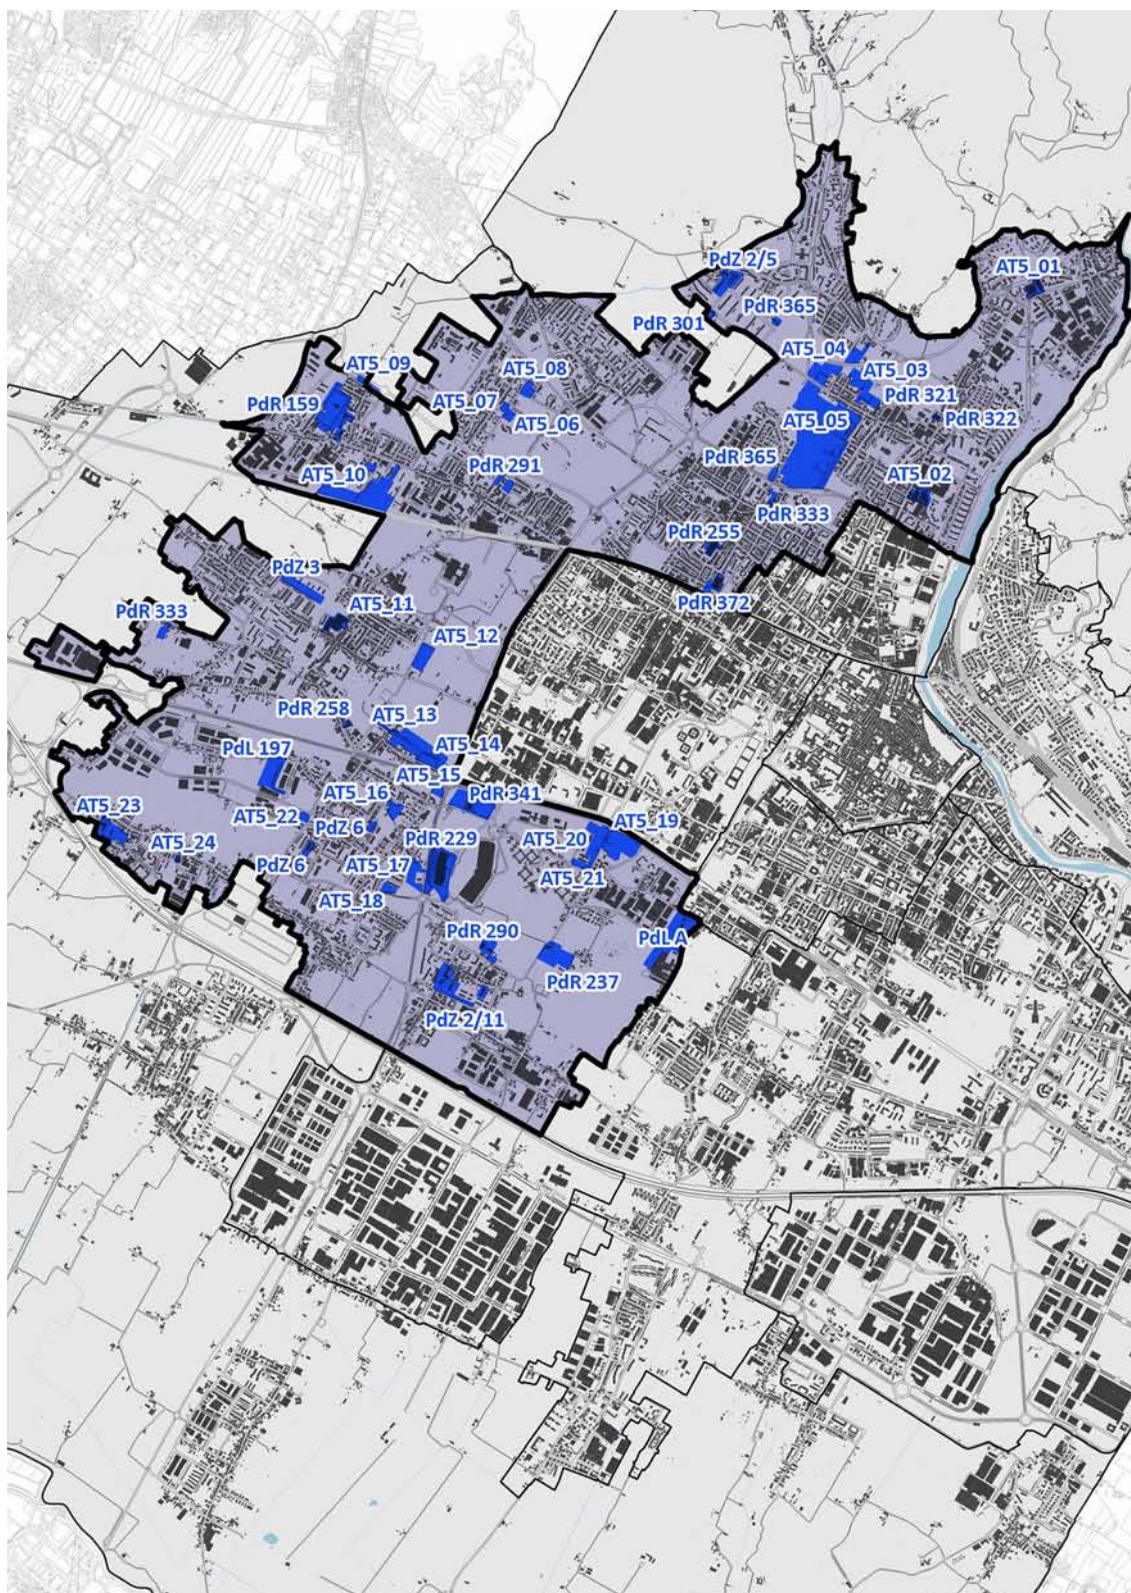 PdZ 2/5
AT5_01
PdR 365
PdR 301
AT5_04
AT5_09
AT5_08
AT5_03
PdR 159
AT5_07
PdR 321
AT5_06
AT5_05
PdR 322
PdR 291
PdR 365
AT5_10
AT5_02
PdR 333
PdR 255
PdZ 3
PdR 372
AT5_11
PdR 333
AT5_12
PdR 258
AT5_13
AT5_14
PdL 197
AT5_15
AT5_16
PdR 341
AT5_23
AT5_22
AT5_19
PdZ 6
AT5_20
PdR 229
AT5_24
PdZ 6
AT5_17
AT5_21
AT5_18
PdR 290
PdL A
PdR 237
PdZ 2/11